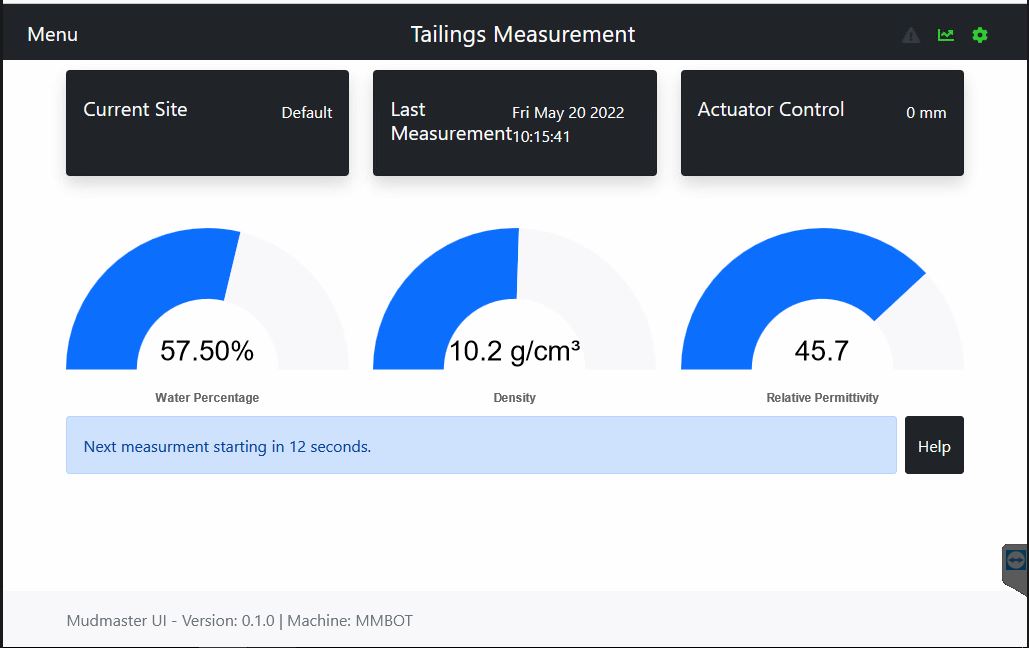 Menu
Tailings Measurement
Current Site
Default
Last
Measurement
Fri May 20 2022
10:15:41
Actuator Control
0 mm
57.50%
Water Percentage
10.2 g/cm³
Density
45.7
Relative Permittivity
Next measurment starting in 12 seconds.
Help
Mudmaster UI - Version: 0.1.0 | Machine: MMBOT